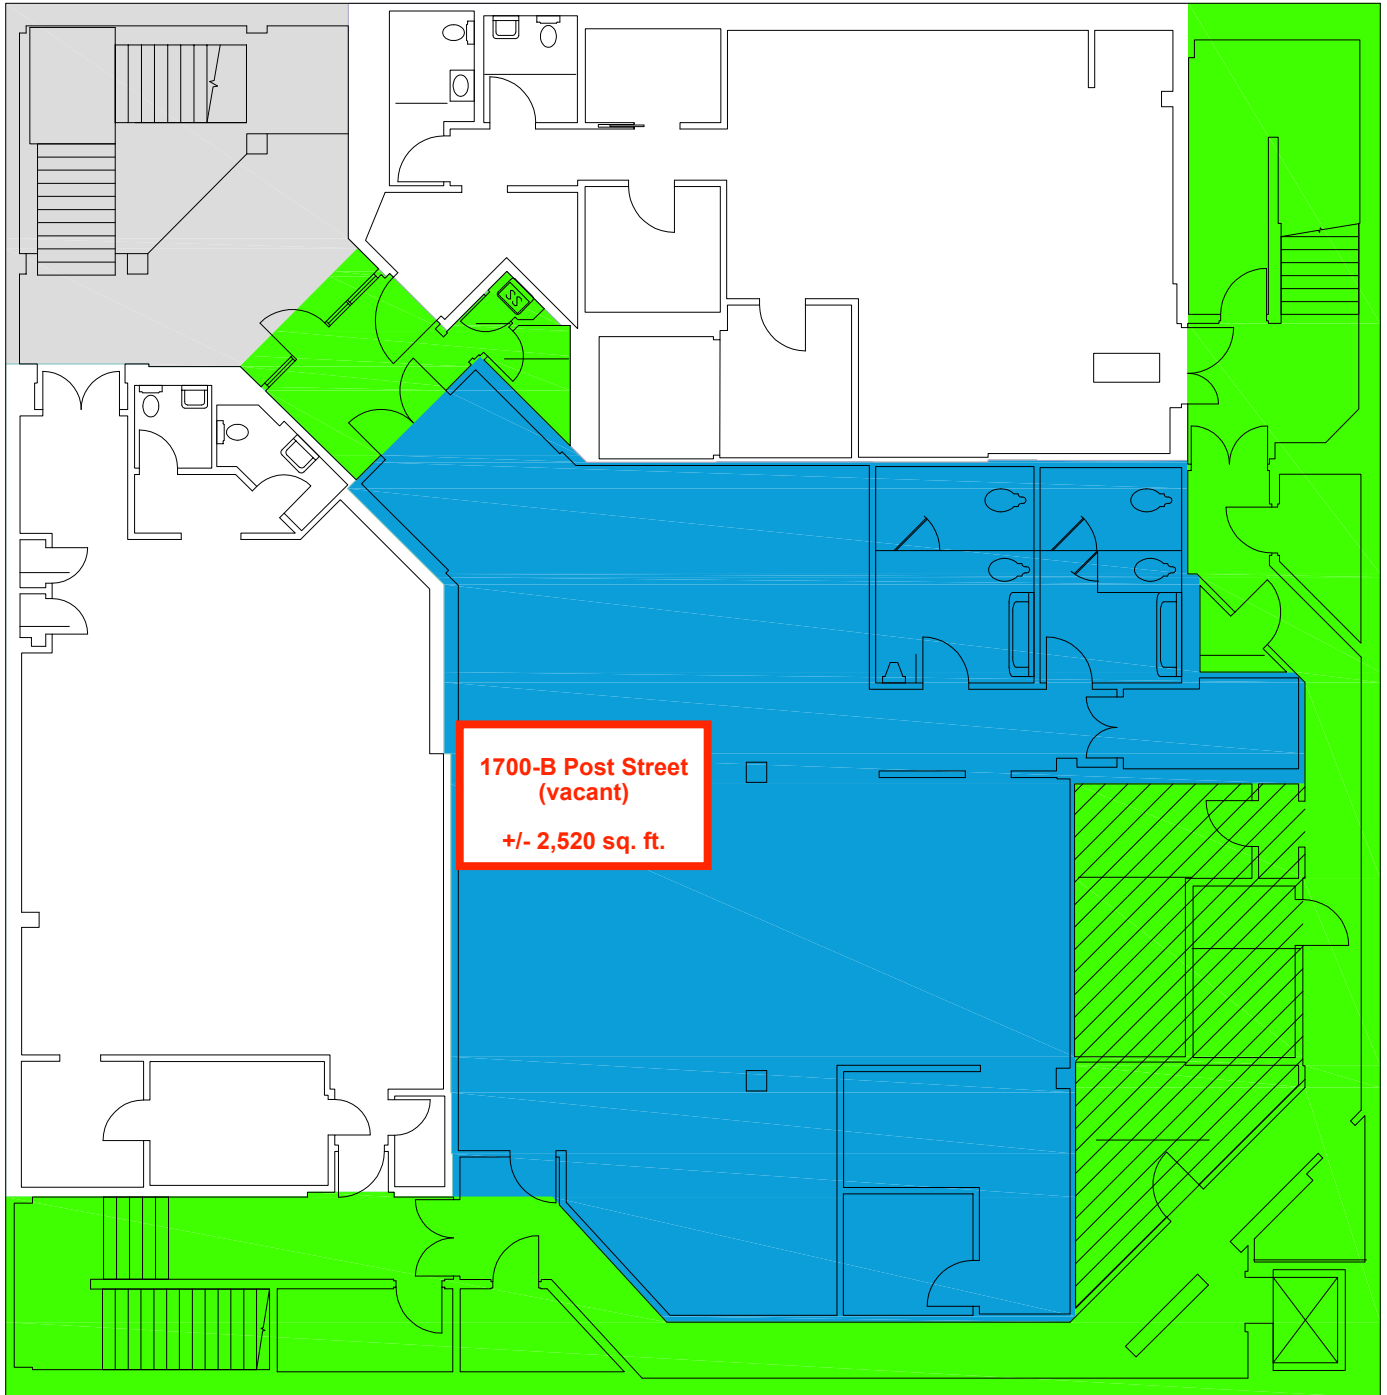 1700-B Post Street
(vacant)
+/- 2,520 sq. ft.